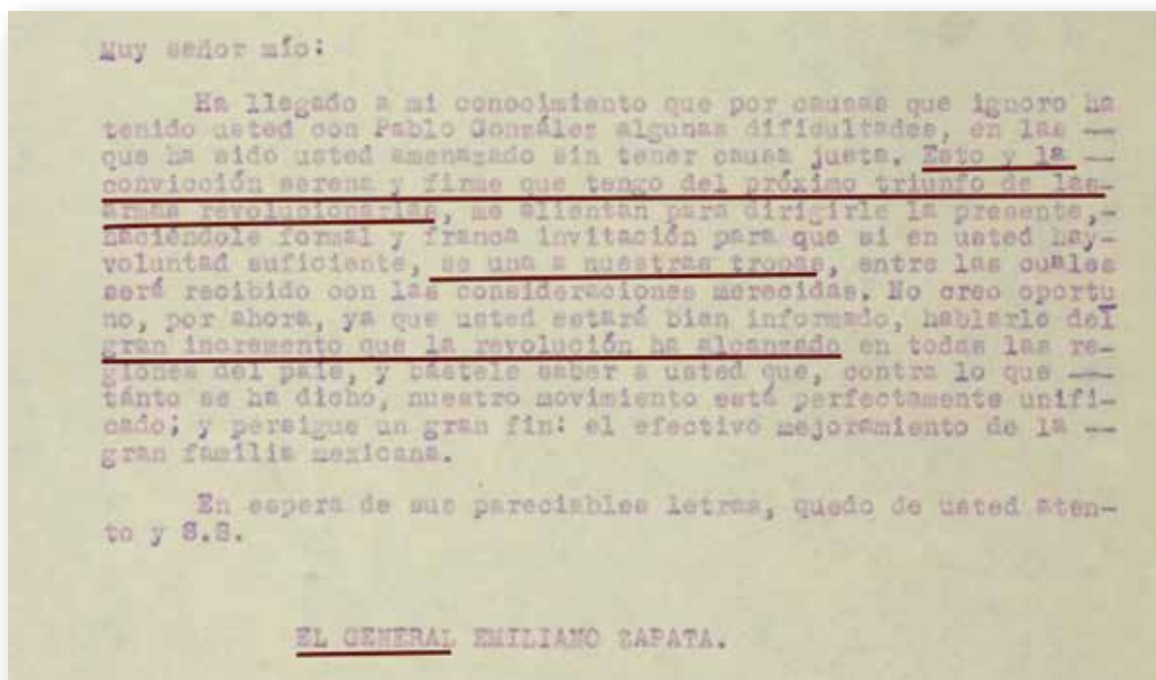 Muy señor mío:
Ha llegado a mi conocimiento que por causas que ignoro ha
tenido usted con Pablo González algunas dificultades, en las —
que ha sido usted amenazado sin tener causa justa. Esto y la —
convicción serena y firme que tengo del próximo triunfo de las-
armas revolucionarias, me alientan para dirigirle la presente,-
haciéndole formal y franca invitación para que si en usted hay-
voluntad suficiente, se una a nuestras tropas, entre las cuales
será recibido con las consideraciones merecidas. No creo oportu
no, por ahora, ya que usted estará bien informado, hablarle del
gran incremento que la revolución ha alcanzado en todas las re-
giones del país, y bástele saber a usted que, contra lo que —
tánto se ha dicho, nuestro movimiento está perfectamente unifi-
cado; y persigue un gran fin: el efectivo mejoramiento de la —
gran familia mexicana.
En espera de sus pareciables letras, quedo de usted aten-
to y S.S.
EL GENERAL EMILIANO ZAPATA.